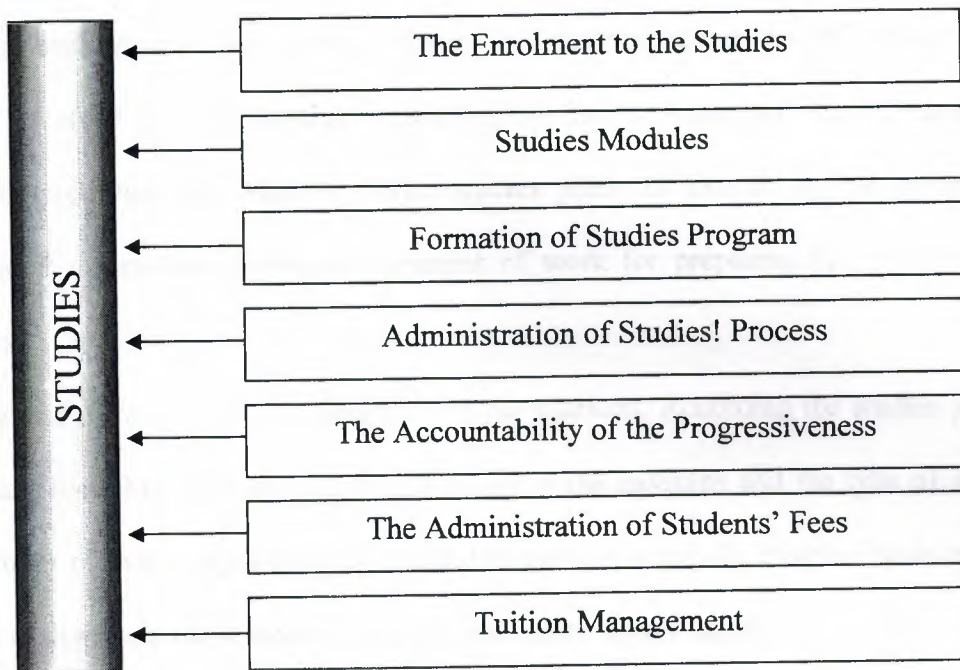 STUDIES
The Enrolment to the Studies
Studies Modules
Formation of Studies Program
Administration of Studies! Process
The Accountability of the Progressiveness
The Administration of Students' Fees
Tuition Management